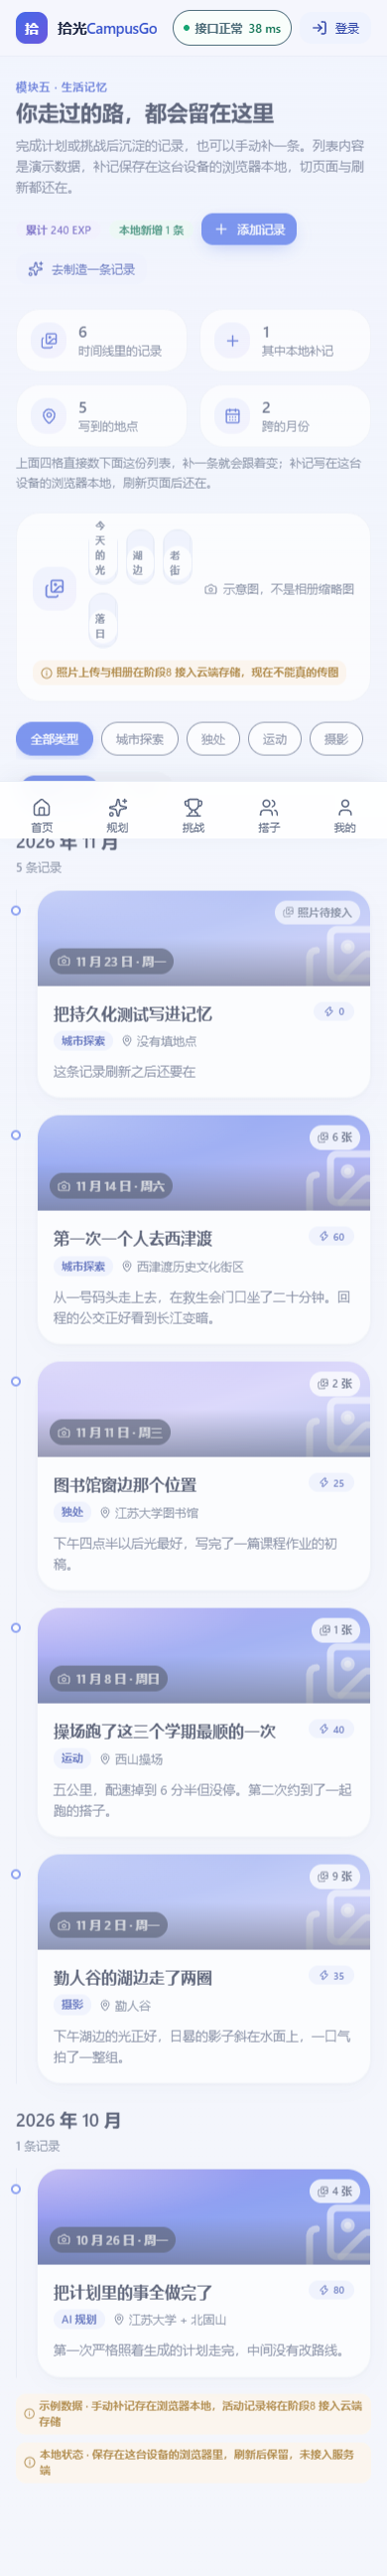 拾 拾光CampusGo 接口正常 38 ms 登录
模块五 · 生活记忆
你走过的路，都会留在这里
完成计划或挑战后沉淀的记录，也可以手动补一条。列表内容
是演示数据，补记保存在这台设备的浏览器本地，切页面与刷
新都还在。
累计 240 EXP 本地新增 1 条 添加记录
去制造一条记录
6
时间线里的记录
1
其中本地补记
5
写到的地点
2
跨的月份
上面四格直接数下面这份列表，补一条就会跟着变；补记写在这台
设备的浏览器本地，刷新页面后还在。
今天的光
湖边
老街
落日
示意图，不是相册缩略图
照片上传与相册在阶段8 接入云端存储，现在不能真的传图
全部类型 城市探索 独处 运动 摄影
首页 规划 挑战 搭子 我的
2026 年 11 月
5 条记录
照片待接入
11 月 23 日 · 周一
把持久化测试写进记忆 0
城市探索 没有填地点
这条记录刷新之后还要在
6 张
11 月 14 日 · 周六
第一次一个人去西津渡 60
城市探索 西津渡历史文化街区
从一号码头走上去，在救生会门口坐了二十分钟。回
程的公交正好看到长江变暗。
2 张
11 月 11 日 · 周三
图书馆窗边那个位置 25
独处 江苏大学图书馆
下午四点半以后光最好，写完了一篇课程作业的初
稿。
1 张
11 月 8 日 · 周日
操场跑了这三个学期最顺的一次 40
运动 西山操场
五公里，配速掉到 6 分半但没停。第二次约到了一起
跑的搭子。
9 张
11 月 2 日 · 周一
勤人谷的湖边走了两圈 35
摄影 勤人谷
下午湖边的光正好，日晷的影子斜在水面上，一口气
拍了一整组。
2026 年 10 月
1 条记录
4 张
10 月 26 日 · 周一
把计划里的事全做完了 80
AI 规划 江苏大学 + 北固山
第一次严格照着生成的计划走完，中间没有改路线。
示例数据 · 手动补记存在浏览器本地，活动记录将在阶段8 接入云端
存储
本地状态 · 保存在这台设备的浏览器里，刷新后保留，未接入服务
端